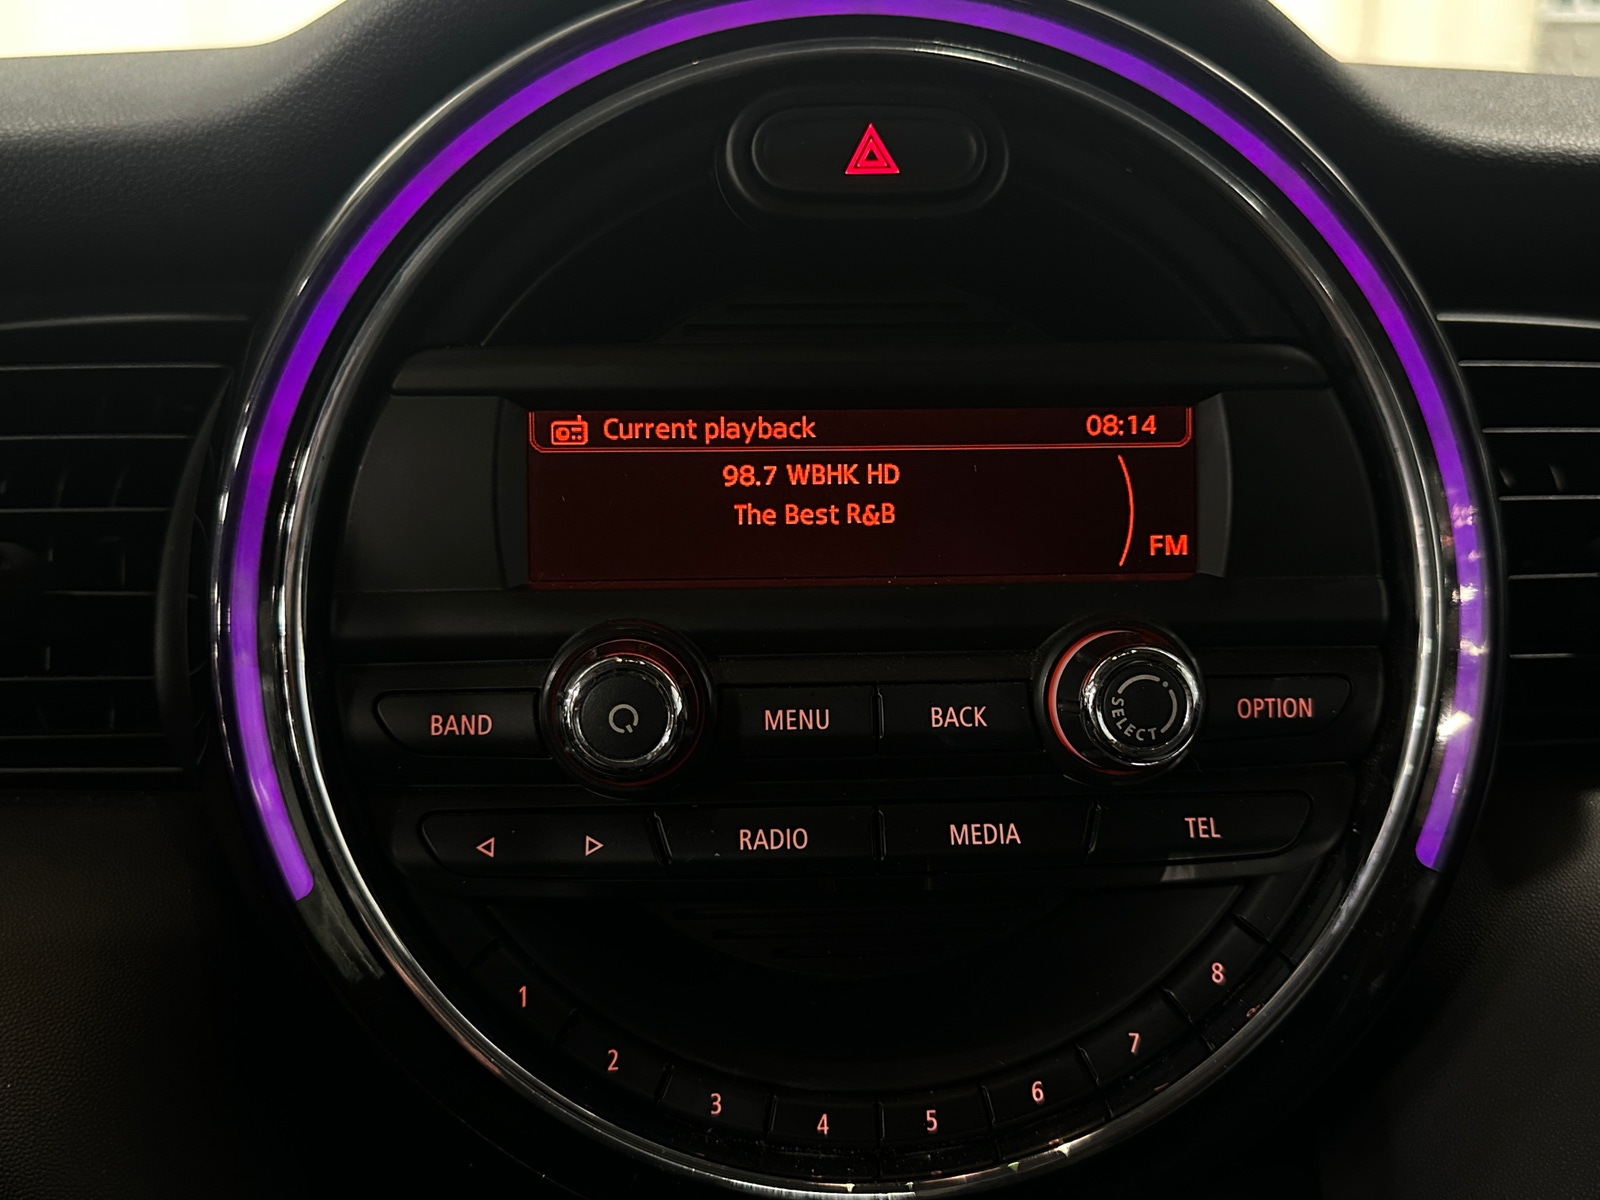 Current playback 08:14
98.7 WBHK HD
The Best R&B
FM
BAND MENU BACK SELECT OPTION
RADIO MEDIA TEL
1 2 3 4 5 6 7 8